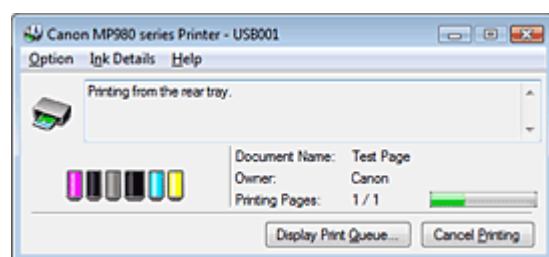 Canon MP980 series Printer - USB001
Option Ink Details Help
Printing from the rear tray.
Document Name: Test Page
Owner: Canon
Printing Pages: 1 / 1
Display Print Queue... Cancel Printing